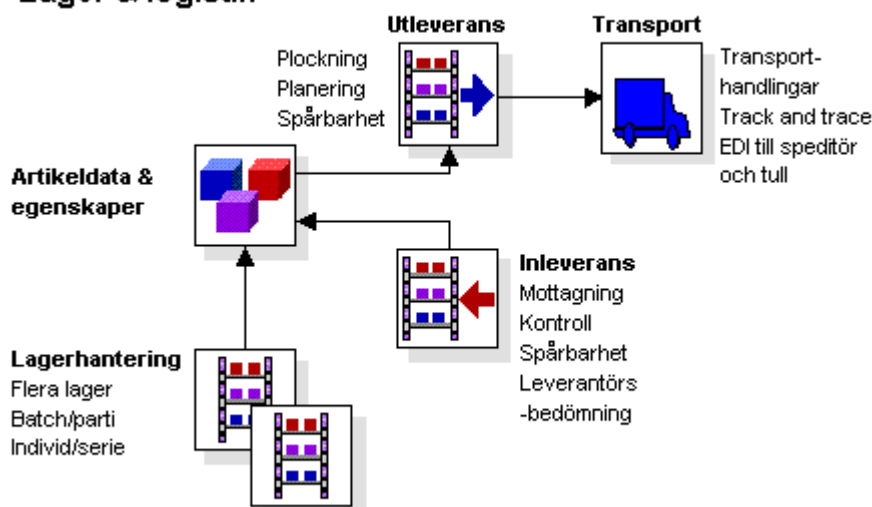 Utleverans
Plockning
Planering
Spårbarhet
Transport
Transport-
handlingar
Track and trace
EDI till speditör
och tull
Artikeldata &
egenskaper
Inleverans
Mottagning
Kontroll
Spårbarhet
Leverantörs
-bedömning
Lagerhantering
Flera lager
Batch/parti
Individ/serie